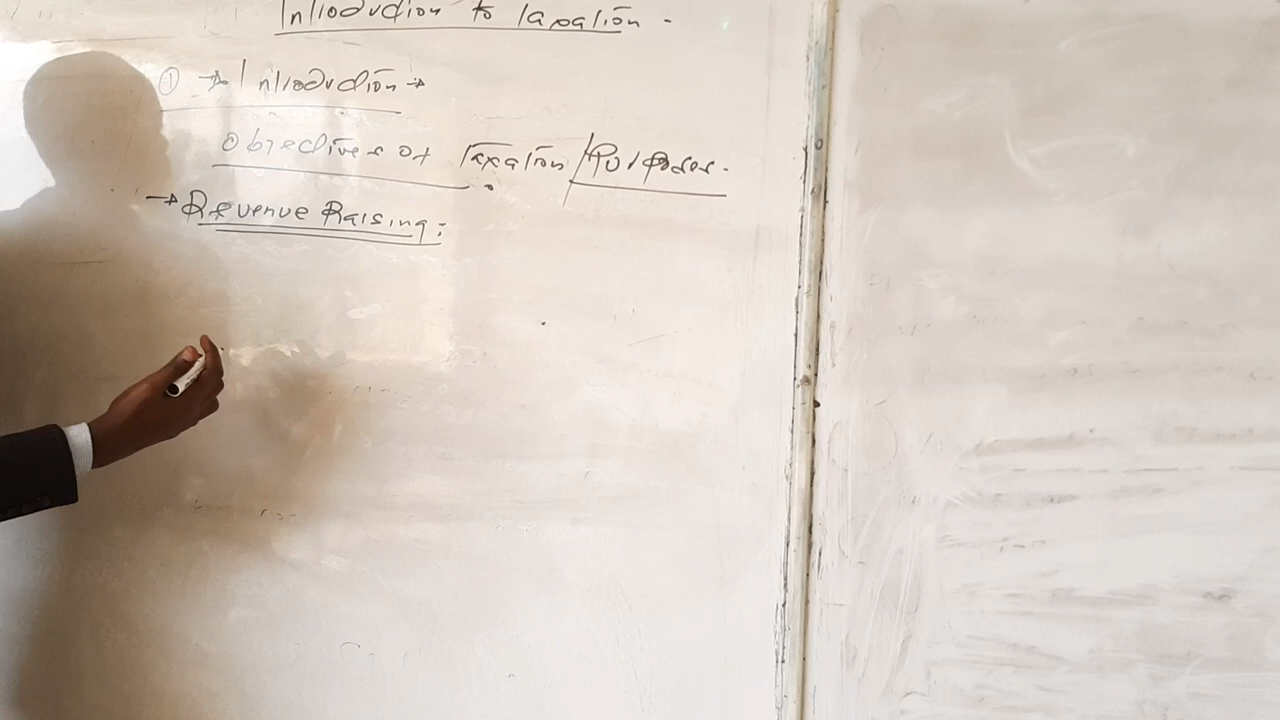 Introduction to Taxation -
① → Introduction →
Objectives of Taxation / Purposes.
→ Revenue Raising: